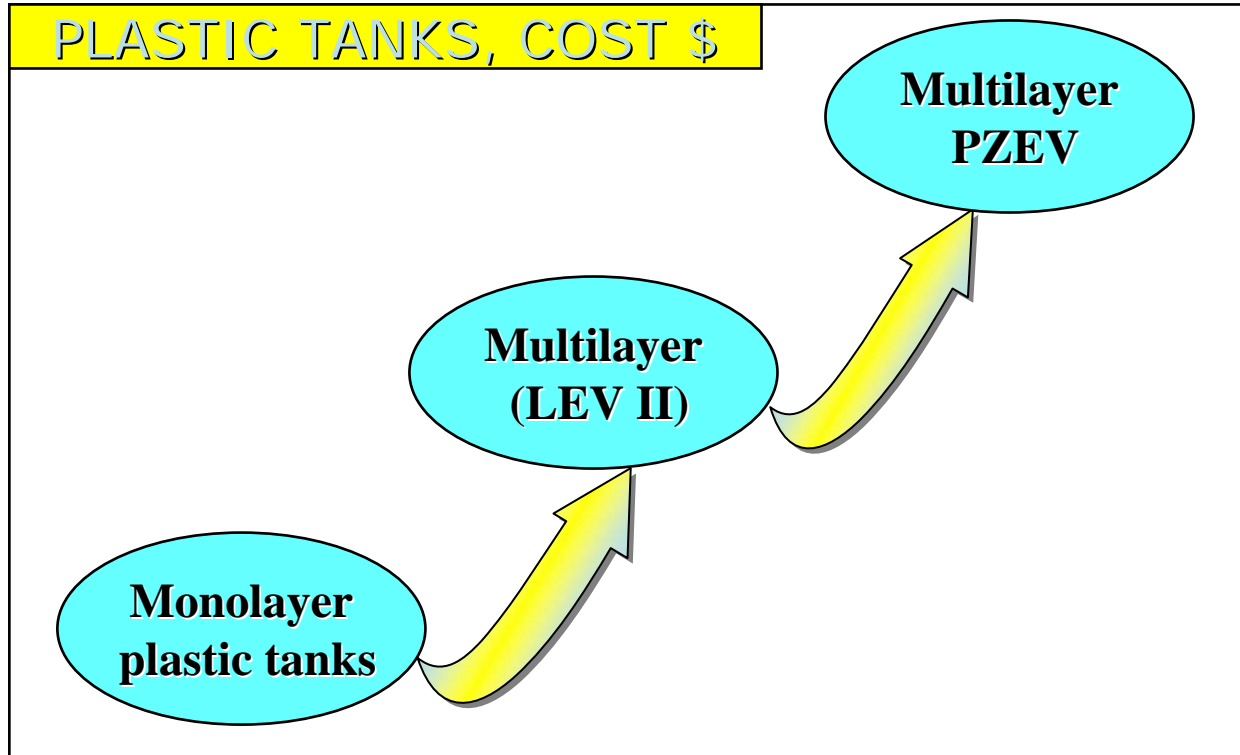 PLASTIC TANKS, COST $
Multilayer
PZEV
Multilayer
(LEV II)
Monolayer
plastic tanks